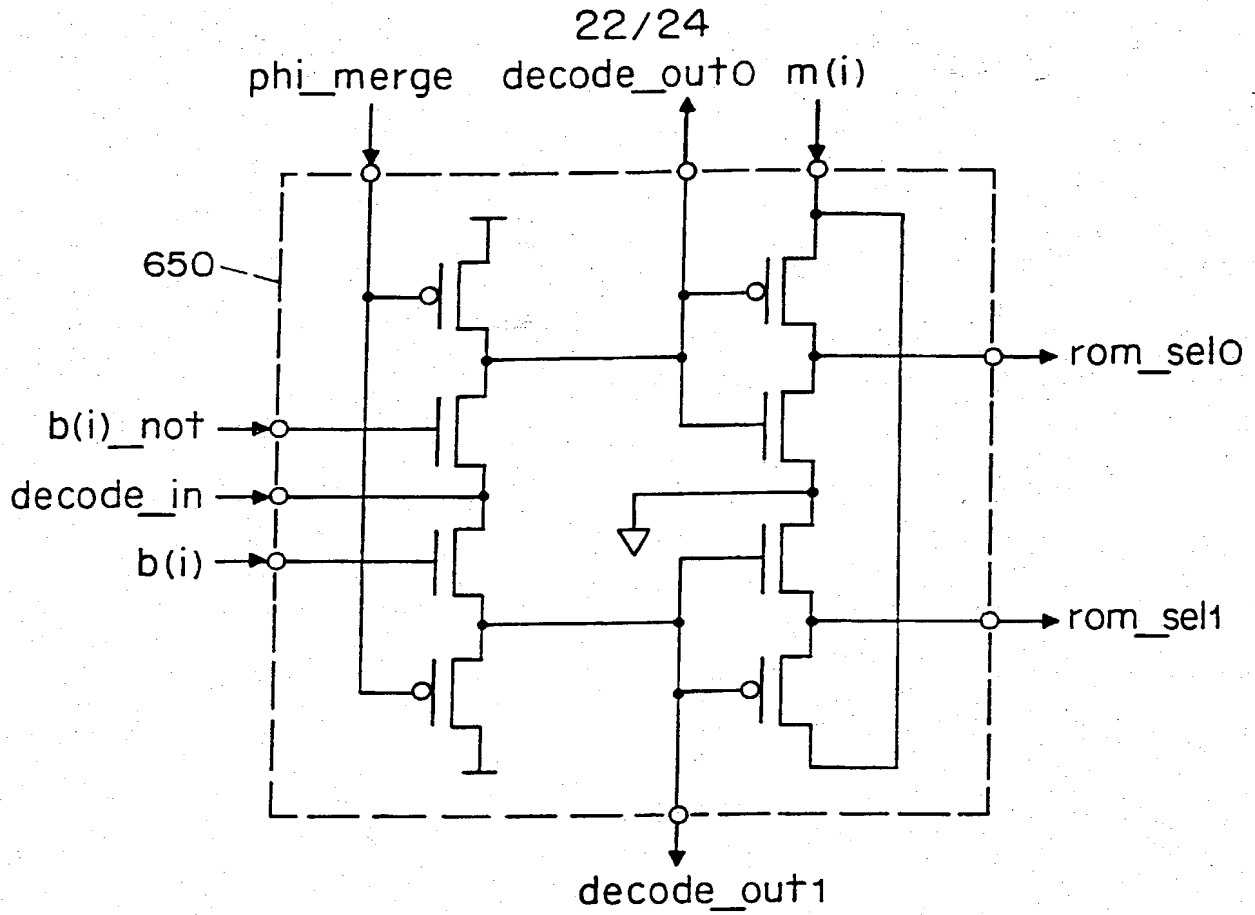 22/24
phi_merge decode_out0 m(i)
650
rom_sel0
b(i)_not
decode_in
b(i)
rom_sel1
decode_out1